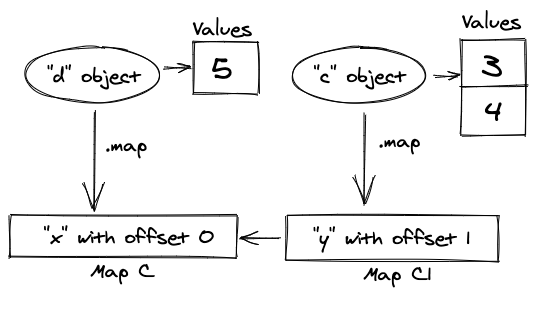 Values
"d" object
5
.map
"x" with offset 0
Map C
Values
"c" object
3
4
.map
"y" with offset 1
Map C1